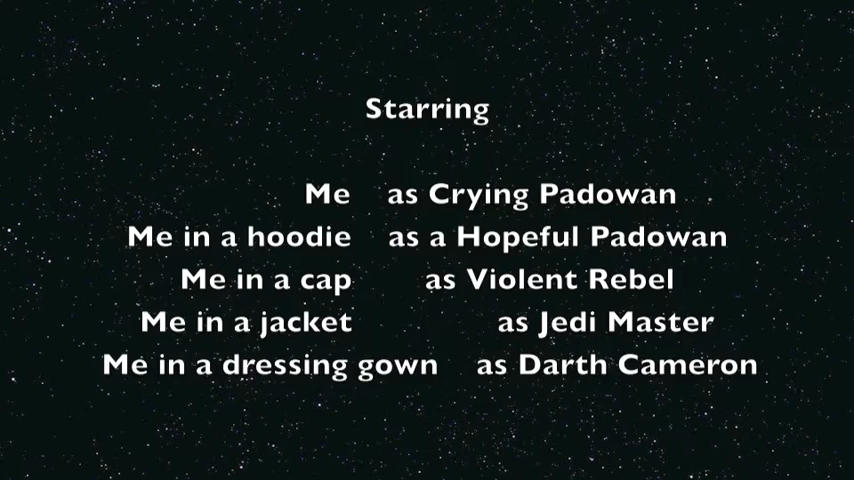 Starring
Me as Crying Padowan
Me in a hoodie as a Hopeful Padowan
Me in a cap as Violent Rebel
Me in a jacket as Jedi Master
Me in a dressing gown as Darth Cameron